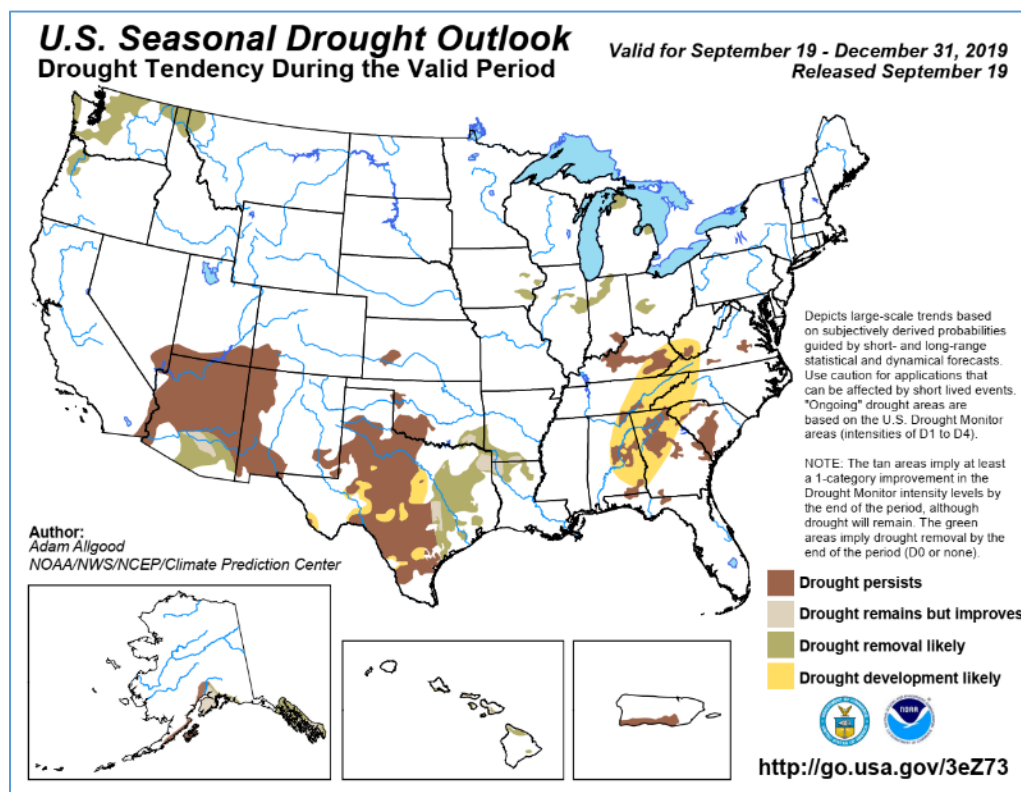 U.S. Seasonal Drought Outlook
Drought Tendency During the Valid Period
Valid for September 19 - December 31, 2019
Released September 19
Depicts large-scale trends based
on subjectively derived probabilities
guided by short- and long-range
statistical and dynamical forecasts.
Use caution for applications that
can be affected by short lived events.
"Ongoing" drought areas are
based on the U.S. Drought Monitor
areas (intensities of D1 to D4).
NOTE: The tan areas imply at least
a 1-category improvement in the
Drought Monitor intensity levels by
the end of the period, although
drought will remain. The green
areas imply drought removal by the
end of the period (D0 or none).
Author:
Adam Allgood
NOAA/NWS/NCEP/Climate Prediction Center
Drought persists
Drought remains but improves
Drought removal likely
Drought development likely
NOAA
http://go.usa.gov/3eZ73